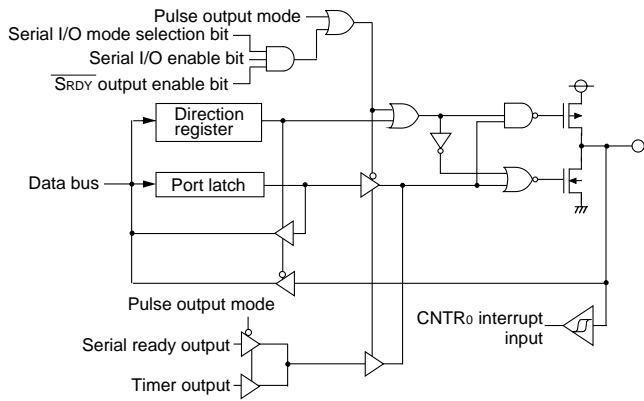 Pulse output mode
Serial I/O mode selection bit
Serial I/O enable bit
SRDY output enable bit
Direction
register
Data bus
Port latch
Pulse output mode
CNTR0 interrupt
input
Serial ready output
Timer output